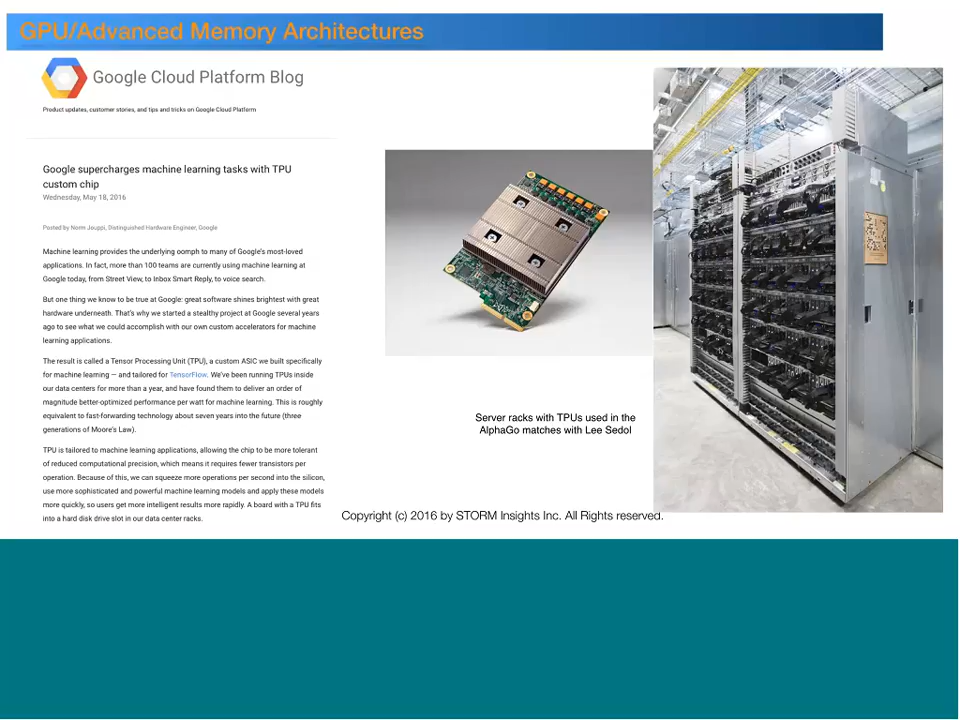 GPU/Advanced Memory Architectures
Google Cloud Platform Blog
Product updates, customer stories, and tips and tricks on Google Cloud Platform
Google supercharges machine learning tasks with TPU
custom chip
Wednesday, May 18, 2016
Posted by Norm Jouppi, Distinguished Hardware Engineer, Google
Machine learning provides the underlying oomph to many of Google's most-loved
applications. In fact, more than 100 teams are currently using machine learning at
Google today, from Street View, to Inbox Smart Reply, to voice search.
But one thing we know to be true at Google: great software shines brightest with great
hardware underneath. That's why we started a stealthy project at Google several years
ago to see what we could accomplish with our own custom accelerators for machine
learning applications.
The result is called a Tensor Processing Unit (TPU), a custom ASIC we built specifically
for machine learning — and tailored for TensorFlow. We've been running TPUs inside
our data centers for more than a year, and have found them to deliver an order of
magnitude better-optimized performance per watt for machine learning. This is roughly
equivalent to fast-forwarding technology about seven years into the future (three
generations of Moore's Law).
TPU is tailored to machine learning applications, allowing the chip to be more tolerant
of reduced computational precision, which means it requires fewer transistors per
operation. Because of this, we can squeeze more operations per second into the silicon,
use more sophisticated and powerful machine learning models and apply these models
more quickly, so users get more intelligent results more rapidly. A board with a TPU fits
into a hard disk drive slot in our data center racks.
Server racks with TPUs used in the
AlphaGo matches with Lee Sedol
Copyright (c) 2016 by STORM Insights Inc. All Rights reserved.